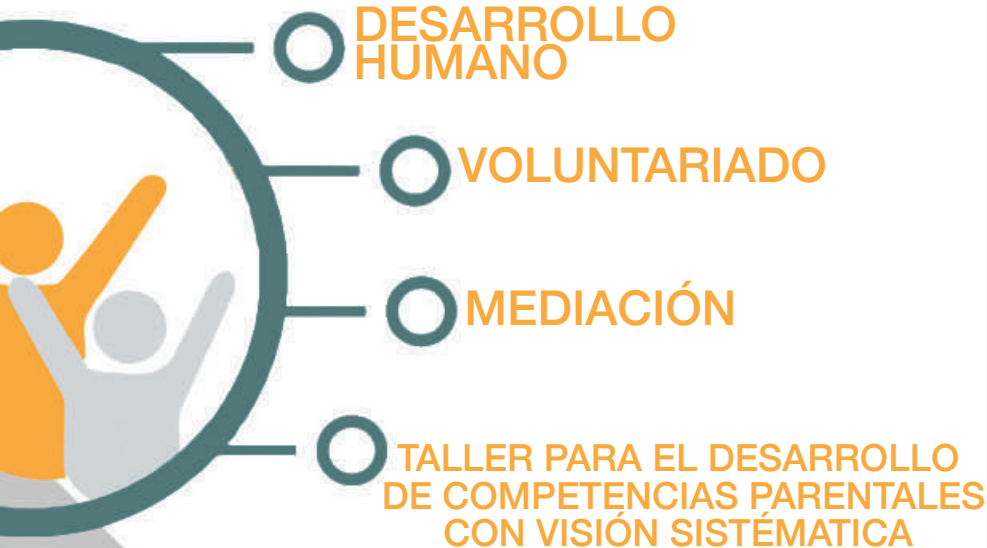 DESARROLLO
HUMANO
VOLUNTARIADO
MEDIACIÓN
TALLER PARA EL DESARROLLO
DE COMPETENCIAS PARENTALES
CON VISIÓN SISTÉMATICA